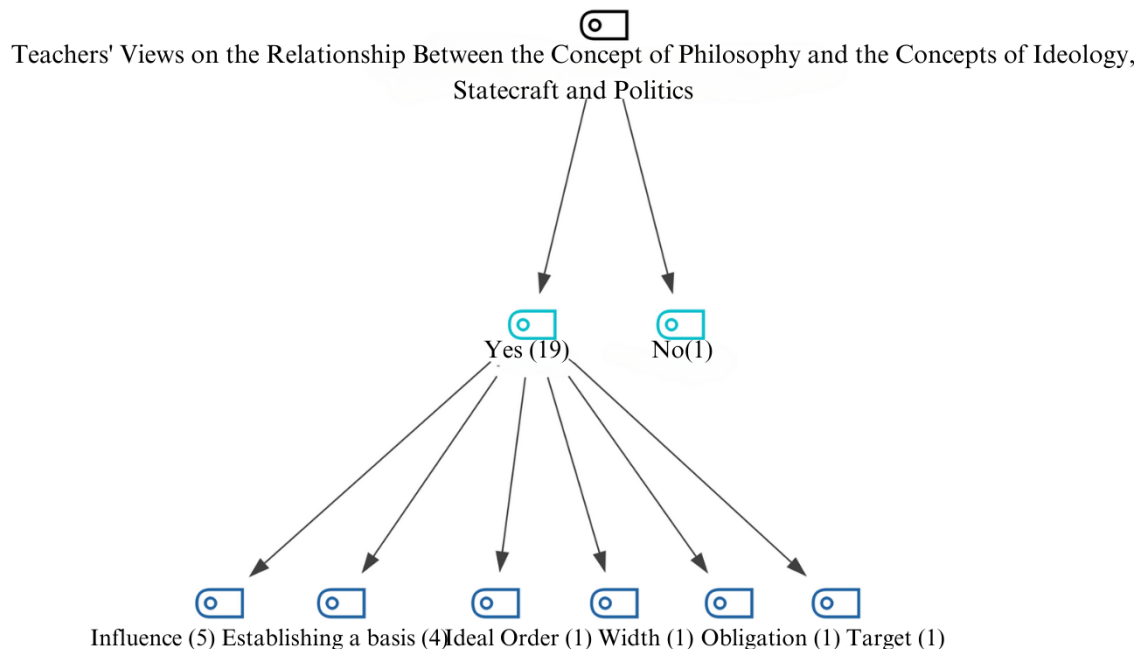 Teachers' Views on the Relationship Between the Concept of Philosophy and the Concepts of Ideology,
Statecraft and Politics
Yes (19)
No(1)
Influence (5) Establishing a basis (4) Ideal Order (1) Width (1) Obligation (1) Target (1)